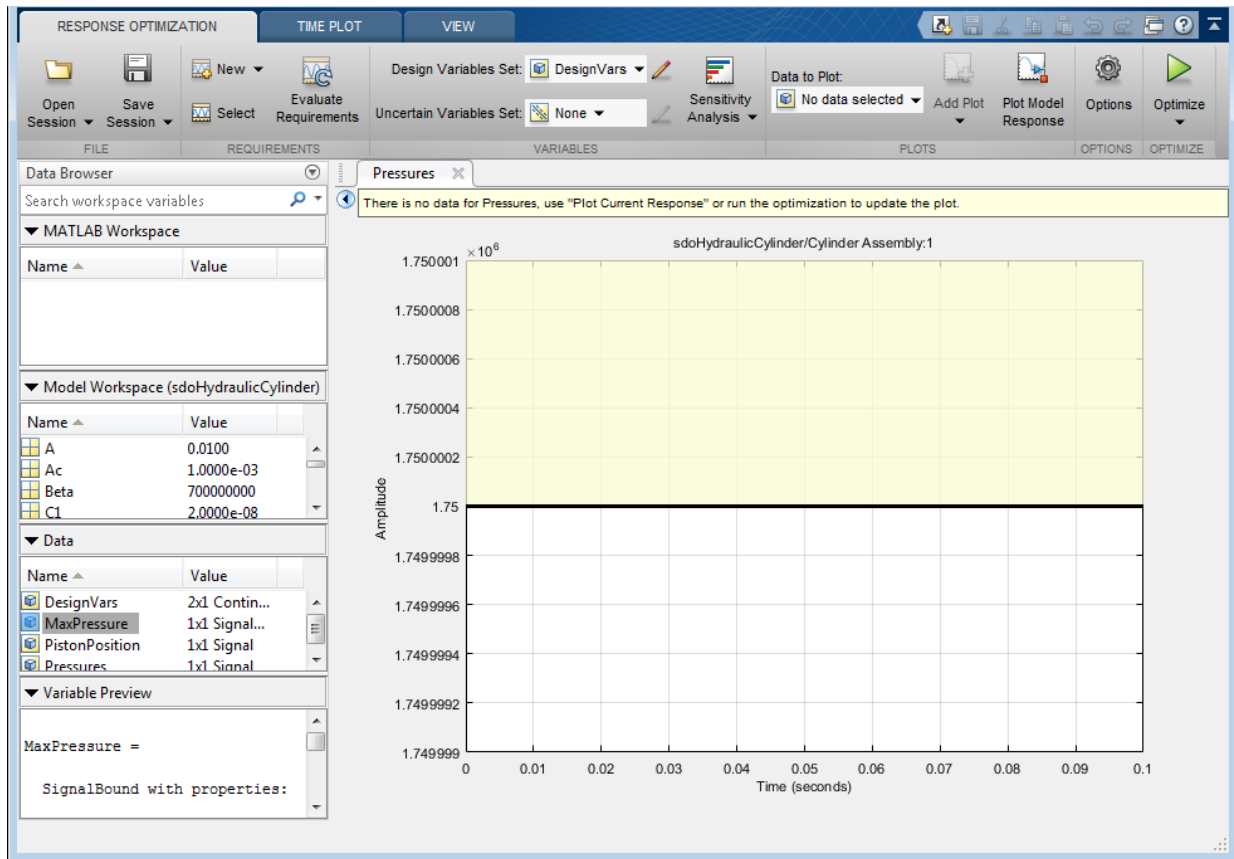 RESPONSE OPTIMIZATION TIME PLOT VIEW
Open Session
Save Session
New
Select
Evaluate Requirements
Design Variables Set: DesignVars
Uncertain Variables Set: None
Sensitivity Analysis
Data to Plot:
No data selected
Add Plot
Plot Model Response
Options
Optimize
FILE REQUIREMENTS VARIABLES PLOTS OPTIONS OPTIMIZE
Data Browser
Search workspace variables
MATLAB Workspace
Name Value
Model Workspace (sdoHydraulicCylinder)
Name Value
A 0.0100
Ac 1.0000e-03
Beta 700000000
C1 2.0000e-08
Data
Name Value
DesignVars 2x1 Contin...
MaxPressure 1x1 Signal...
PistonPosition 1x1 Signal
Pressures 1x1 Signal
Variable Preview
MaxPressure =
SignalBound with properties:
Pressures
There is no data for Pressures, use "Plot Current Response" or run the optimization to update the plot.
sdoHydraulicCylinder/Cylinder Assembly:1
×10⁶
1.750001
1.7500008
1.7500006
1.7500004
1.7500002
1.75
1.7499998
1.7499996
1.7499994
1.7499992
1.749999
Amplitude
0 0.01 0.02 0.03 0.04 0.05 0.06 0.07 0.08 0.09 0.1
Time (seconds)